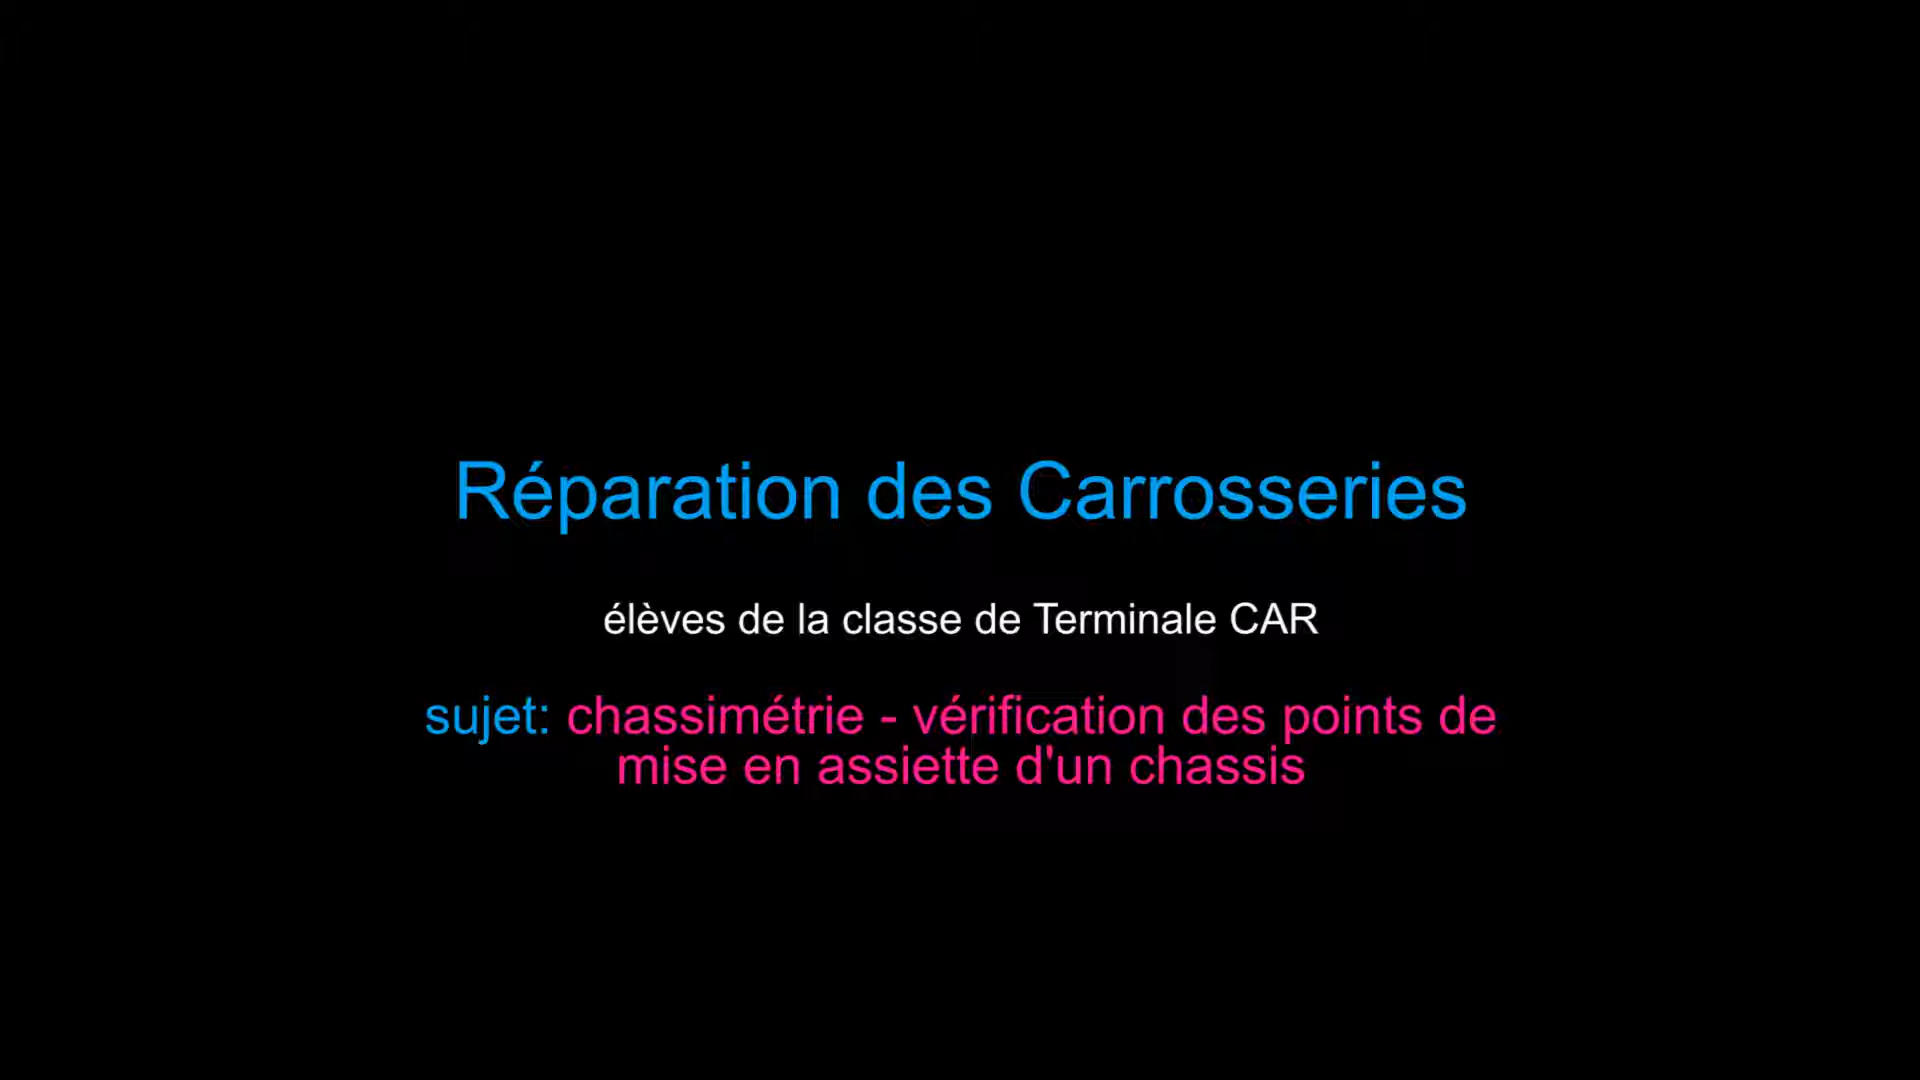 Réparation des Carrosseries
élèves de la classe de Terminale CAR
sujet: chassimétrie - vérification des points de
mise en assiette d'un chassis